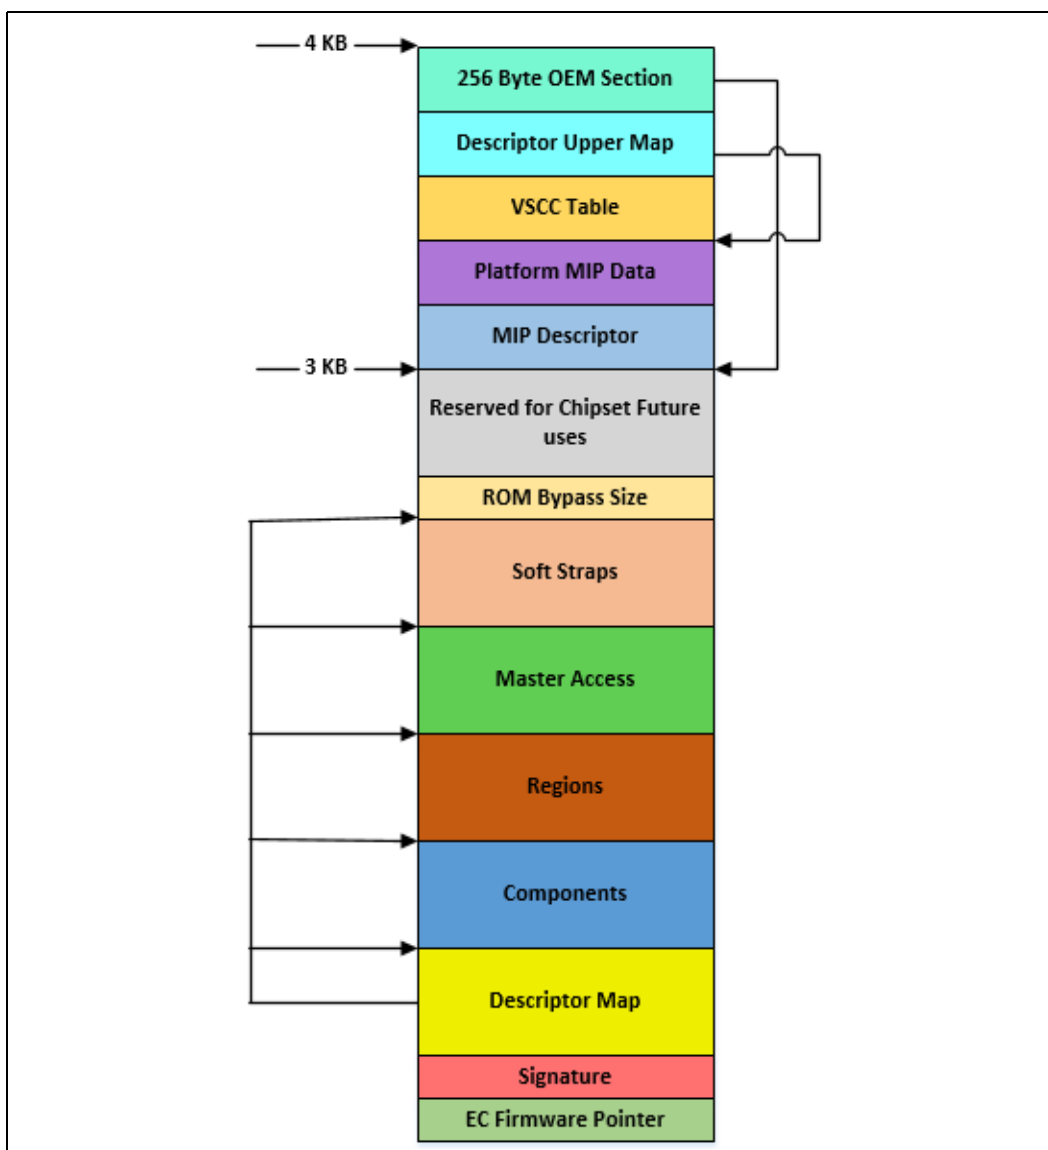 4 KB
256 Byte OEM Section
Descriptor Upper Map
VSCC Table
Platform MIP Data
MIP Descriptor
3 KB
Reserved for Chipset Future
uses
ROM Bypass Size
Soft Straps
Master Access
Regions
Components
Descriptor Map
Signature
EC Firmware Pointer